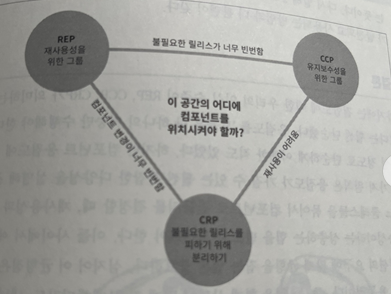 REP
재사용성을
위한 그룹
불필요한 릴리스가 너무 빈번함
CCP
유지보수성을
위한 그룹
이 공간의 어디에
컴포넌트를
위치시켜야 할까?
컴포넌트 변경이 너무 빈번함
재사용이 어려움
CRP
불필요한 릴리스를
피하기 위해
분리하기